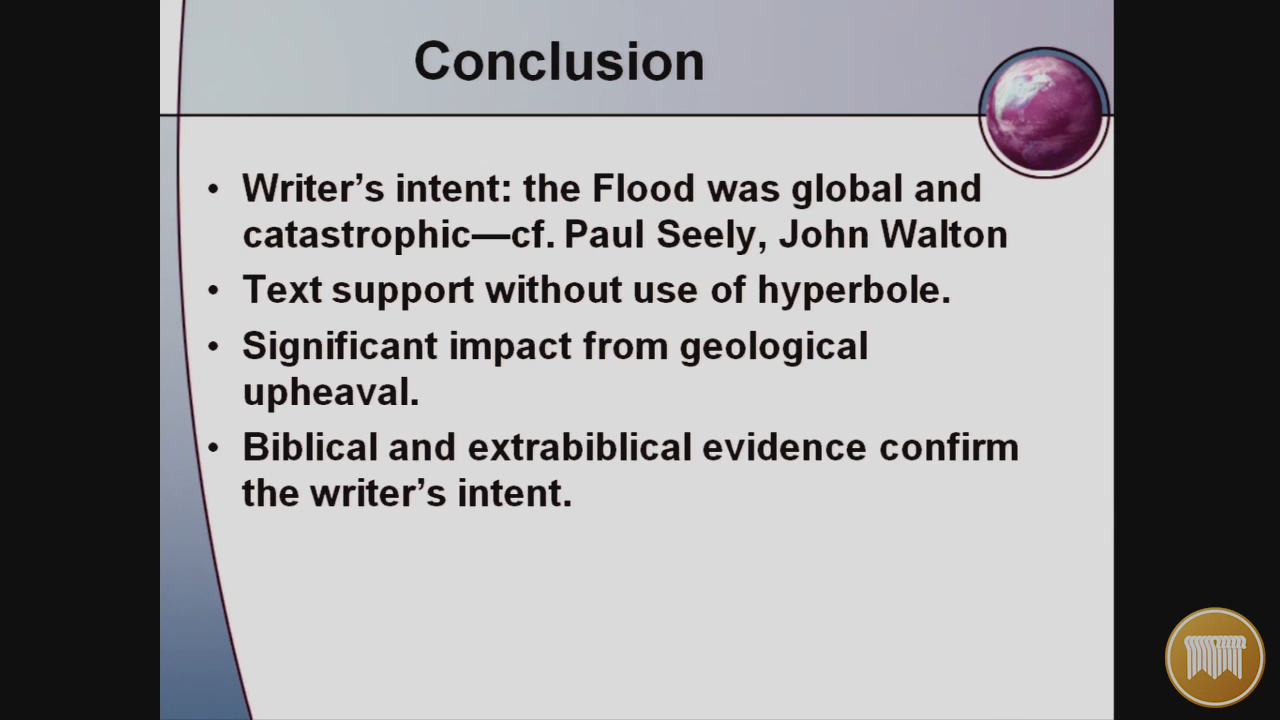 Conclusion
• Writer’s intent: the Flood was global and
catastrophic—cf. Paul Seely, John Walton
• Text support without use of hyperbole.
• Significant impact from geological
upheaval.
• Biblical and extrabiblical evidence confirm
the writer’s intent.